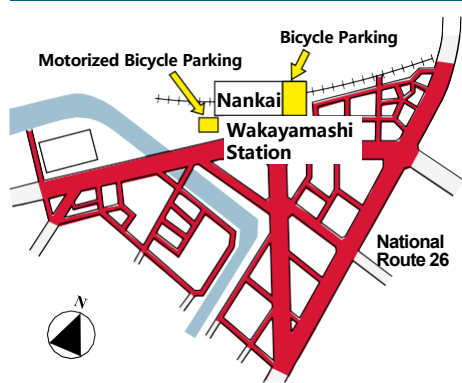 Bicycle Parking
Motorized Bicycle Parking
Nankai
Wakayamashi
Station
National
Route 26
N